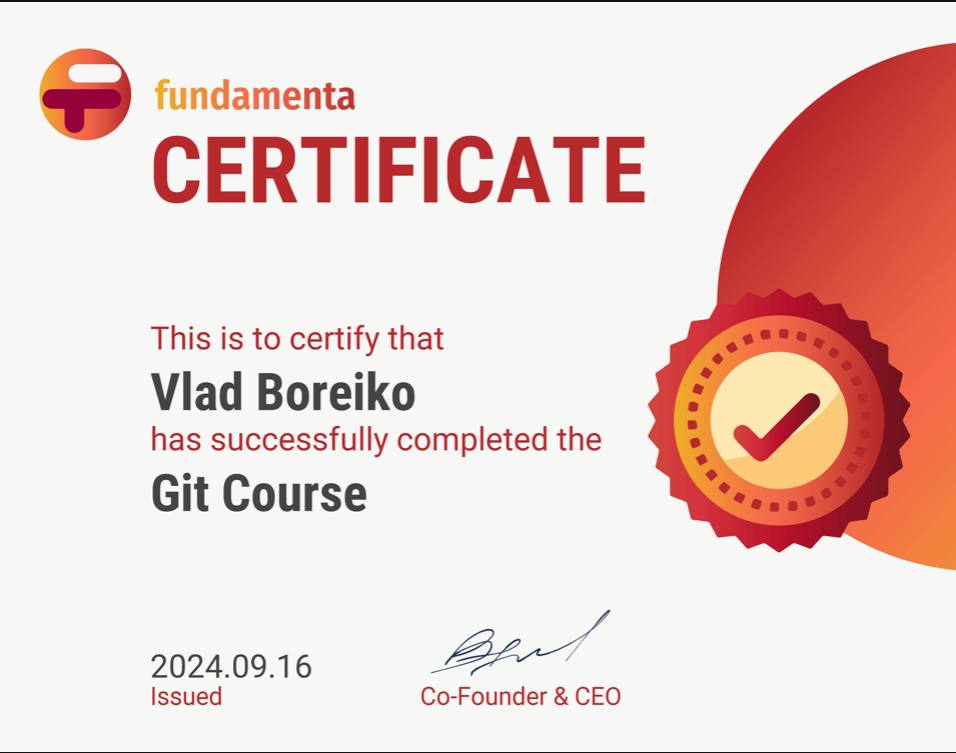 fundamenta
CERTIFICATE
This is to certify that
Vlad Boreiko
has successfully completed the
Git Course
2024.09.16
Issued
Co-Founder & CEO